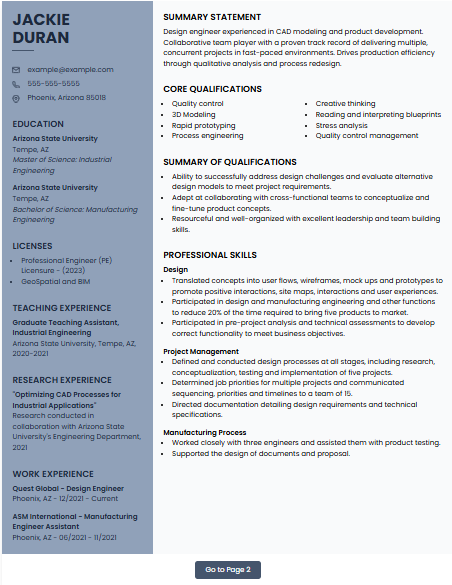 JACKIE
DURAN
example@example.com
555-555-5555
Phoenix, Arizona 85018
EDUCATION
Arizona State University
Tempe, AZ
Master of Science: Industrial
Engineering
Arizona State University
Tempe, AZ
Bachelor of Science: Manufacturing
Engineering
LICENSES
• Professional Engineer (PE)
Licensure - (2023)
• GeoSpatial and BIM
TEACHING EXPERIENCE
Graduate Teaching Assistant,
Industrial Engineering
Arizona State University, Tempe, AZ,
2020-2021
RESEARCH EXPERIENCE
"Optimizing CAD Processes for
Industrial Applications"
Research conducted in
collaboration with Arizona State
University's Engineering Department,
2021
WORK EXPERIENCE
Quest Global - Design Engineer
Phoenix, AZ - 12/2021 - Current
ASM International - Manufacturing
Engineer Assistant
Phoenix, AZ - 06/2021 - 11/2021
SUMMARY STATEMENT
Design engineer experienced in CAD modeling and product development.
Collaborative team player with a proven track record of delivering multiple,
concurrent projects in fast-paced environments. Drives production efficiency
through qualitative analysis and process redesign.
CORE QUALIFICATIONS
• Quality control
• 3D Modeling
• Rapid prototyping
• Process engineering
• Creative thinking
• Reading and interpreting blueprints
• Stress analysis
• Quality control management
SUMMARY OF QUALIFICATIONS
• Ability to successfully address design challenges and evaluate alternative
design models to meet project requirements.
• Adept at collaborating with cross-functional teams to conceptualize and
fine-tune product concepts.
• Resourceful and well-organized with excellent leadership and team building
skills.
PROFESSIONAL SKILLS
Design
• Translated concepts into user flows, wireframes, mock ups and prototypes to
promote positive interactions, site maps, interactions and user experiences.
• Participated in design and manufacturing engineering and other functions
to reduce 20% of the time required to bring five products to market.
• Participated in pre-project analysis and technical assessments to develop
correct functionality to meet business objectives.
Project Management
• Defined and conducted design processes at all stages, including research,
conceptualization, testing and implementation of five projects.
• Determined job priorities for multiple projects and communicated
sequencing, priorities and timelines to a team of 15.
• Directed documentation detailing design requirements and technical
specifications.
Manufacturing Process
• Worked closely with three engineers and assisted them with product testing.
• Supported the design of documents and proposal.
Go to Page 2